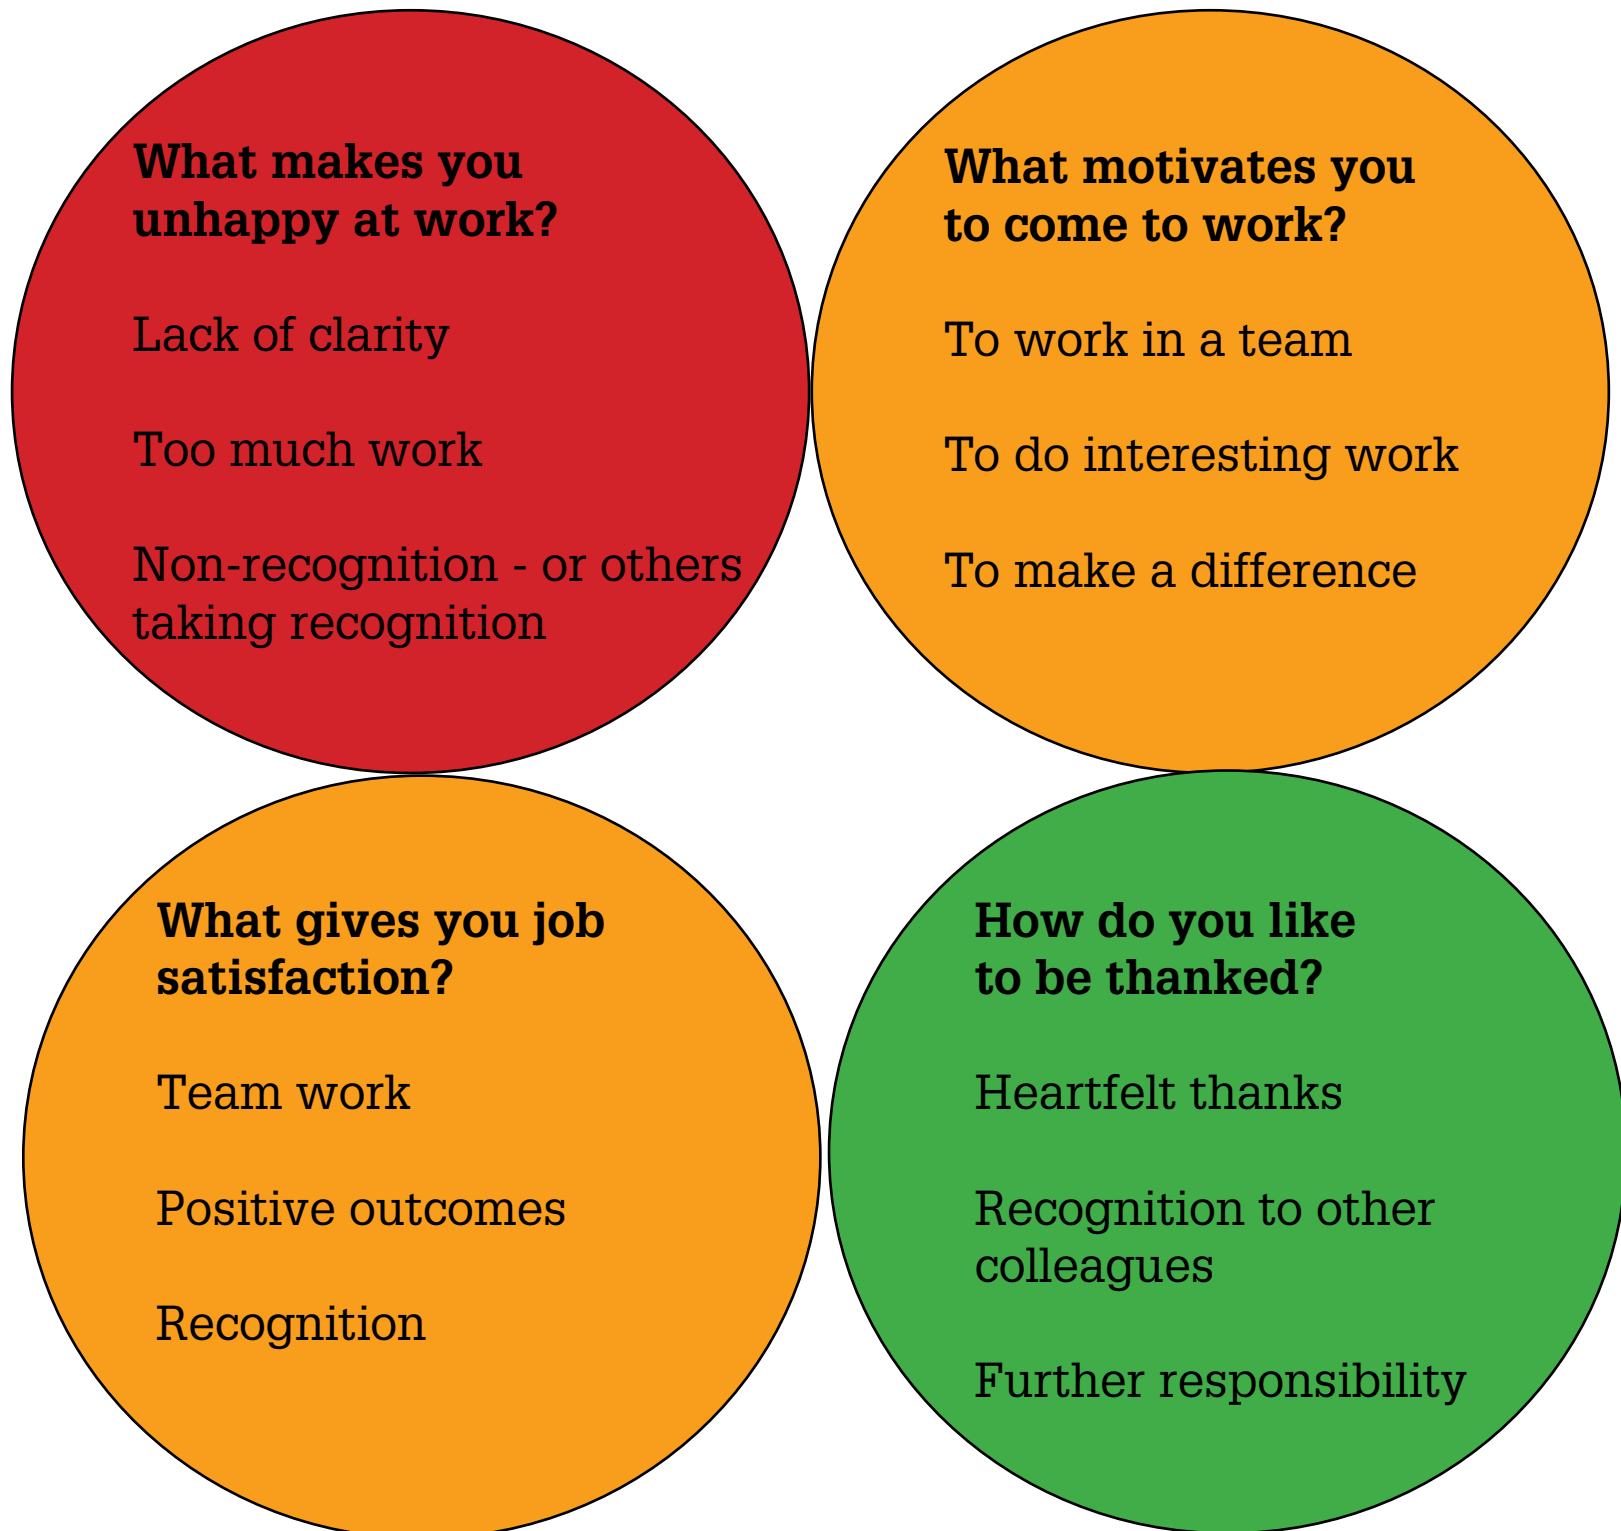 What makes you
unhappy at work?
Lack of clarity
Too much work
Non-recognition - or others
taking recognition
What motivates you
to come to work?
To work in a team
To do interesting work
To make a difference
What gives you job
satisfaction?
Team work
Positive outcomes
Recognition
How do you like
to be thanked?
Heartfelt thanks
Recognition to other
colleagues
Further responsibility